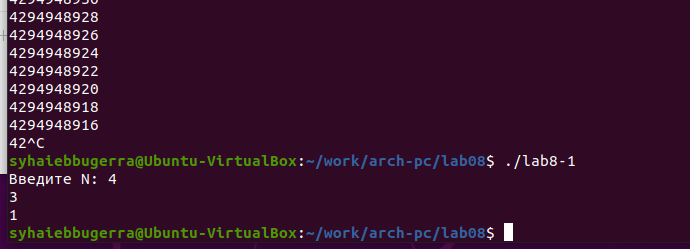 4294948928
4294948926
4294948924
4294948922
4294948920
4294948918
4294948916
42^C
syhaiebbugerra@Ubuntu-VirtualBox:~/work/arch-pc/lab08$ ./lab8-1
Введите N: 4
3
1
syhaiebbugerra@Ubuntu-VirtualBox:~/work/arch-pc/lab08$